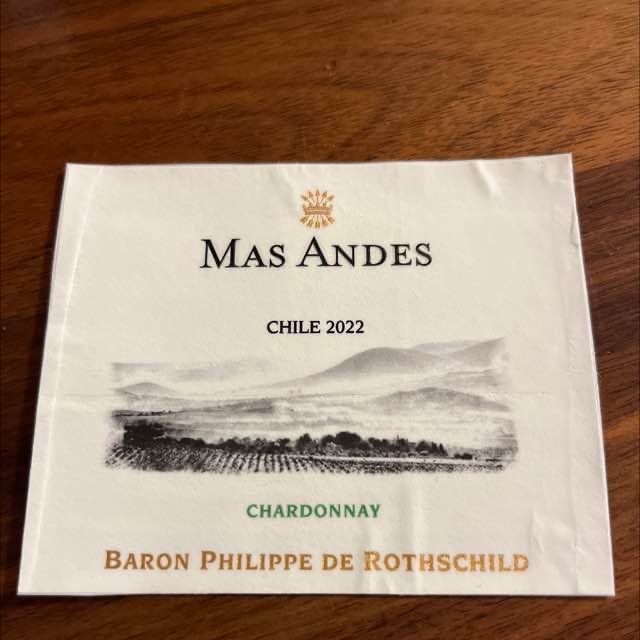 MAS ANDES
CHILE 2022
CHARDONNAY
BARON PHILIPPE DE ROTHSCHILD